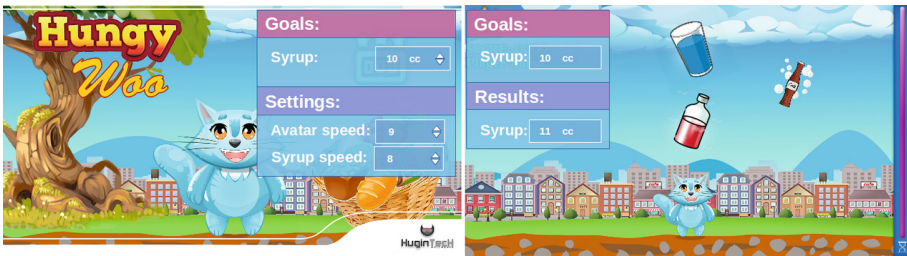 Hungy
Woo
Goals:
Syrup: 10 cc
Settings:
Avatar speed: 9
Syrup speed: 8
HuginTech
Goals:
Syrup: 10 cc
Results:
Syrup: 11 cc